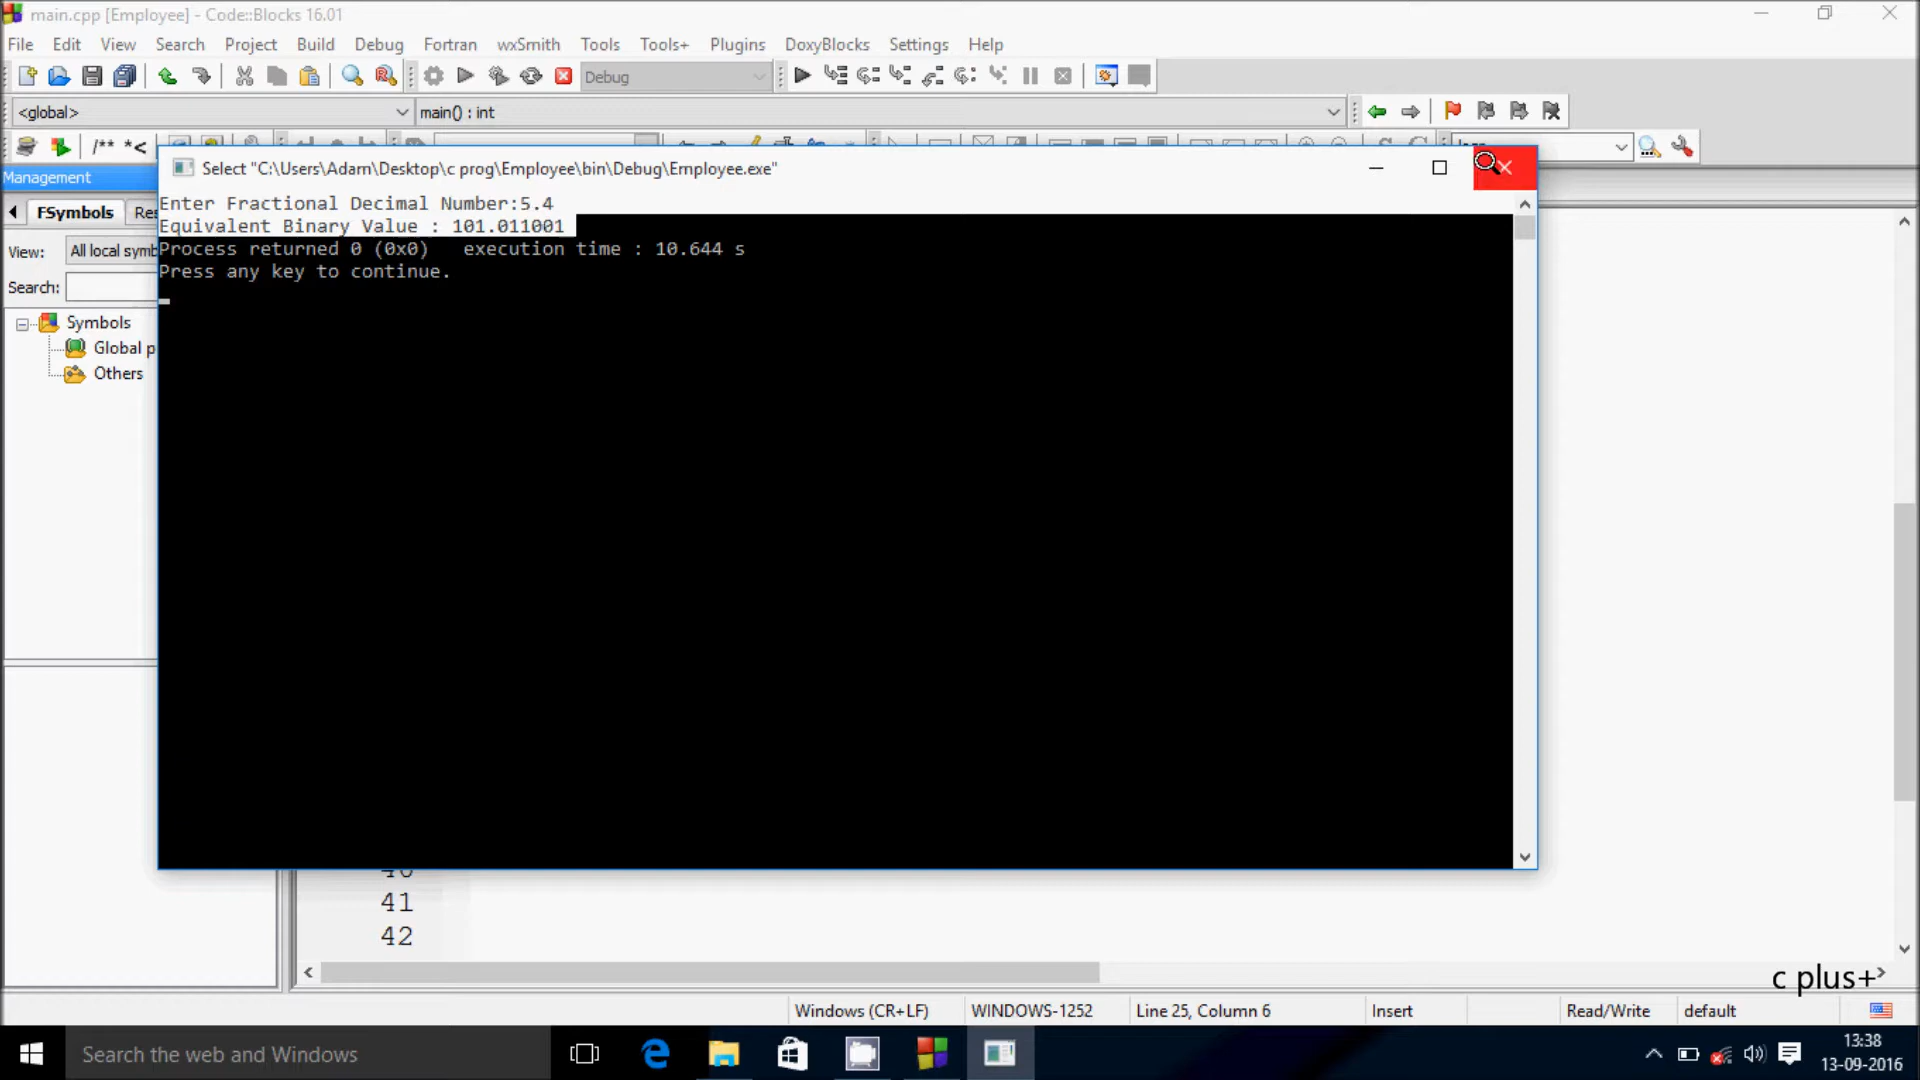 main.cpp [Employee] - Code::Blocks 16.01
File Edit View Search Project Build Debug Fortran wxSmith Tools Tools+ Plugins DoxyBlocks Settings Help
Debug
<global> main() : int
/** *<
Management
Select "C:\Users\Adam\Desktop\c prog\Employee\bin\Debug\Employee.exe"
FSymbols
View: All local
Search:
Symbols
Global
Others
Enter Fractional Decimal Number:5.4
Equivalent Binary Value : 101.011001
Process returned 0 (0x0) execution time : 10.644 s
Press any key to continue.
40
41
42
c plus+
Windows (CR+LF) WINDOWS-1252 Line 25, Column 6 Insert Read/Write default
Search the web and Windows
13:38
13-09-2016